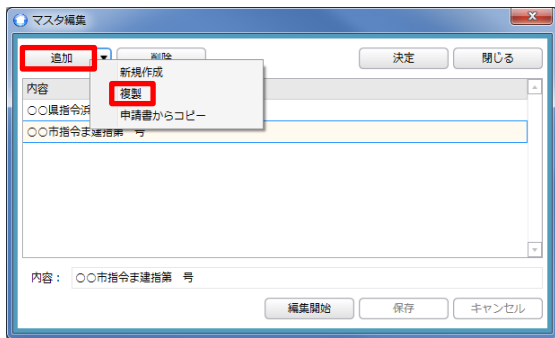 マスタ編集
追加 削除 決定 閉じる
新規作成
内容
複製
○○県指令浜
申請書からコピー
○○市指令ま建指第 号
内容： ○○市指令ま建指第 号
編集開始 保存 キャンセル